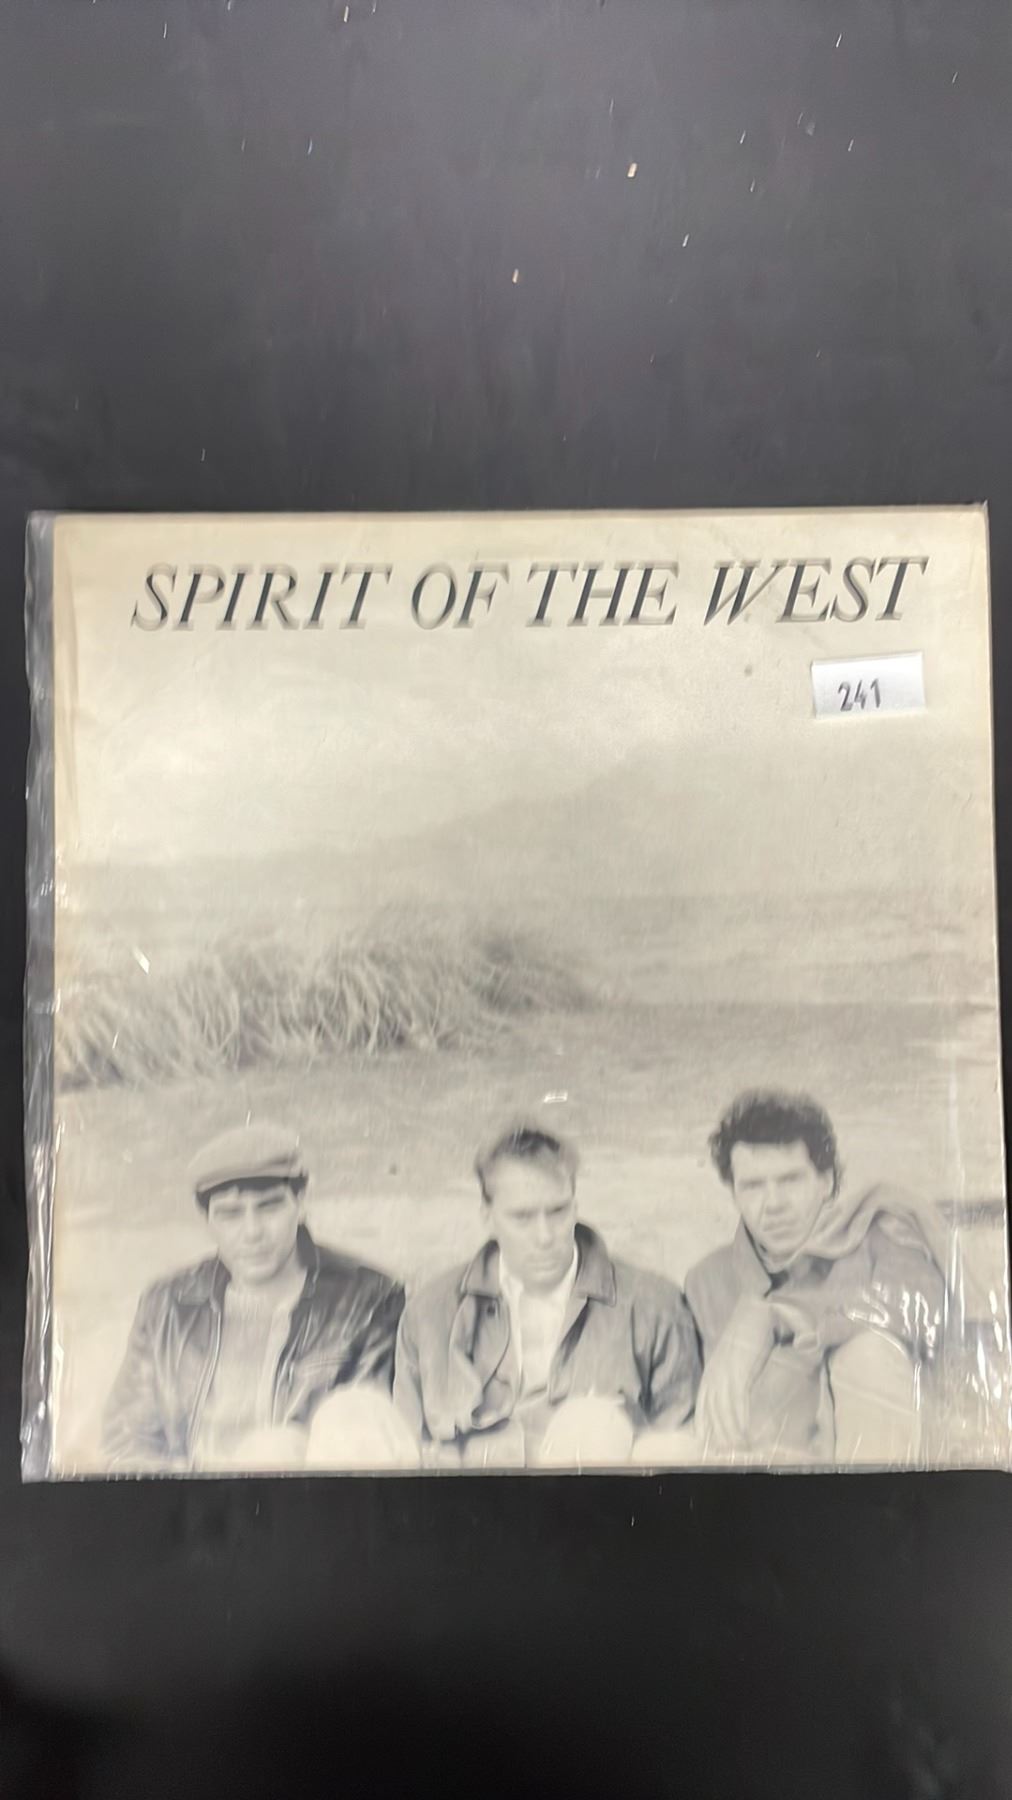 SPIRIT OF THE WEST
241